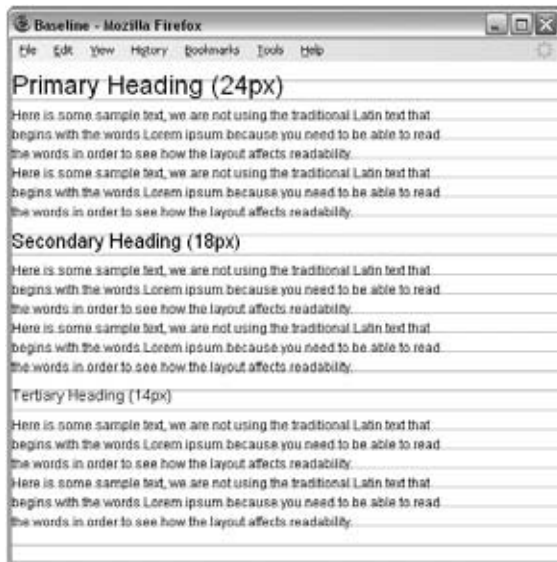 Baseline - Mozilla Firefox
File Edit View History Bookmarks Tools Help
Primary Heading (24px)
Here is some sample text, we are not using the traditional Latin text that
begins with the words Lorem ipsum because you need to be able to read
the words in order to see how the layout affects readability.
Here is some sample text, we are not using the traditional Latin text that
begins with the words Lorem ipsum because you need to be able to read
the words in order to see how the layout affects readability.
Secondary Heading (18px)
Here is some sample text, we are not using the traditional Latin text that
begins with the words Lorem ipsum because you need to be able to read
the words in order to see how the layout affects readability.
Here is some sample text, we are not using the traditional Latin text that
begins with the words Lorem ipsum because you need to be able to read
the words in order to see how the layout affects readability.
Tertiary Heading (14px)
Here is some sample text, we are not using the traditional Latin text that
begins with the words Lorem ipsum because you need to be able to read
the words in order to see how the layout affects readability.
Here is some sample text, we are not using the traditional Latin text that
begins with the words Lorem ipsum because you need to be able to read
the words in order to see how the layout affects readability.